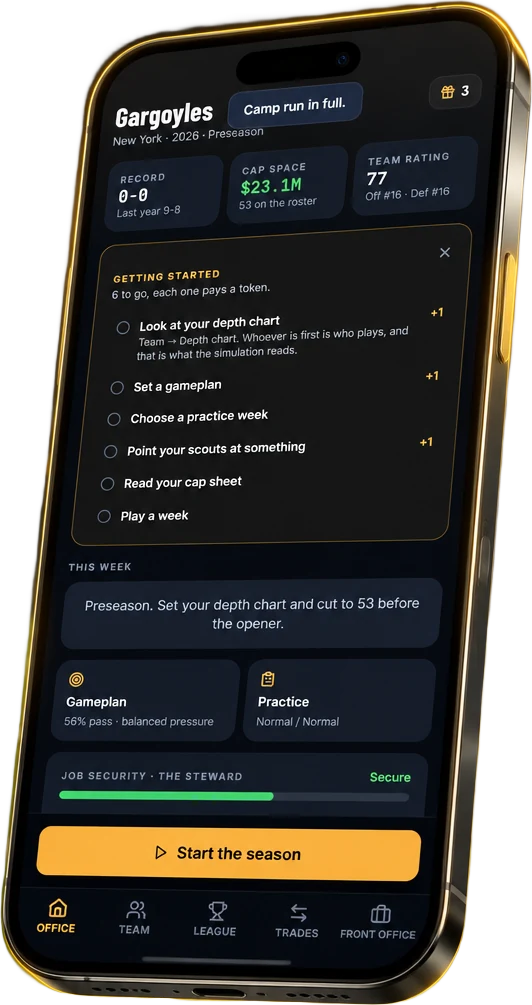 Gargoyles
Camp run in full.
3
New York · 2026 · Preseason
RECORD
0-0
Last year 9-8
CAP SPACE
$23.1M
53 on the roster
TEAM RATING
77
Off #16 · Def #16
GETTING STARTED
6 to go, each one pays a token.
Look at your depth chart
+1
Team → Depth chart. Whoever is first is who plays, and
that is what the simulation reads.
Set a gameplan
+1
Choose a practice week
Point your scouts at something
+1
Read your cap sheet
Play a week
THIS WEEK
Preseason. Set your depth chart and cut to 53 before
the opener.
Gameplan
56% pass · balanced pressure
Practice
Normal / Normal
JOB SECURITY · THE STEWARD
Secure
Start the season
OFFICE
TEAM
LEAGUE
TRADES
FRONT OFFICE